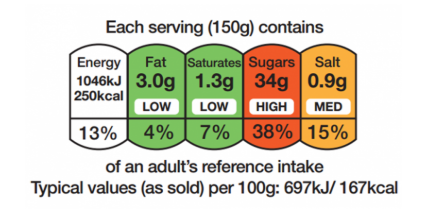 Each serving (150g) contains
Energy Fat Saturates Sugars Salt
1046kJ 3.0g 1.3g 34g 0.9g
250kcal
LOW LOW HIGH MED
13% 4% 7% 38% 15%
of an adult's reference intake
Typical values (as sold) per 100g: 697kJ/ 167kcal